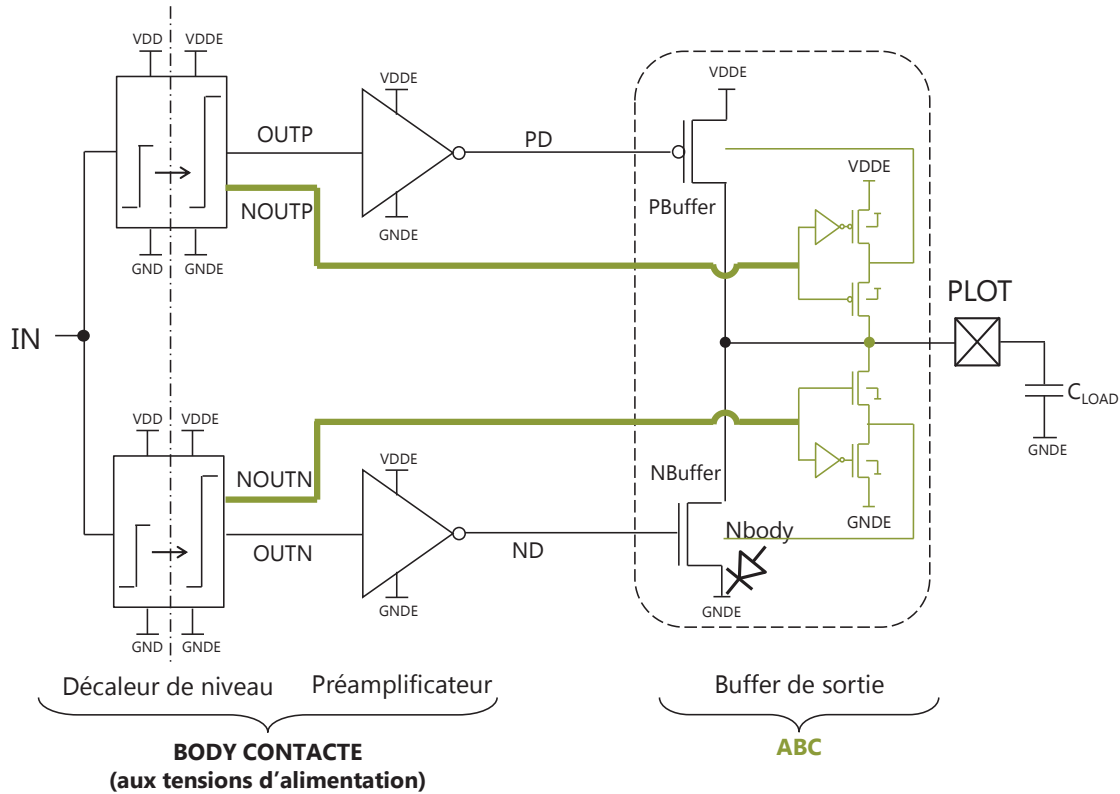 VDD
VDDE
VDDE
VDDE
OUTP
PD
NOUTP
PBuffer
VDDE
GNDE
GND
GNDE
IN
PLOT
C_LOAD
GNDE
VDD
VDDE
VDDE
NOUTN
NBuffer
Nbody
OUTN
ND
GNDE
GNDE
GNDE
GND
GNDE
Décaleur de niveau
Préamplificateur
Buffer de sortie
BODY CONTACTE
(aux tensions d'alimentation)
ABC